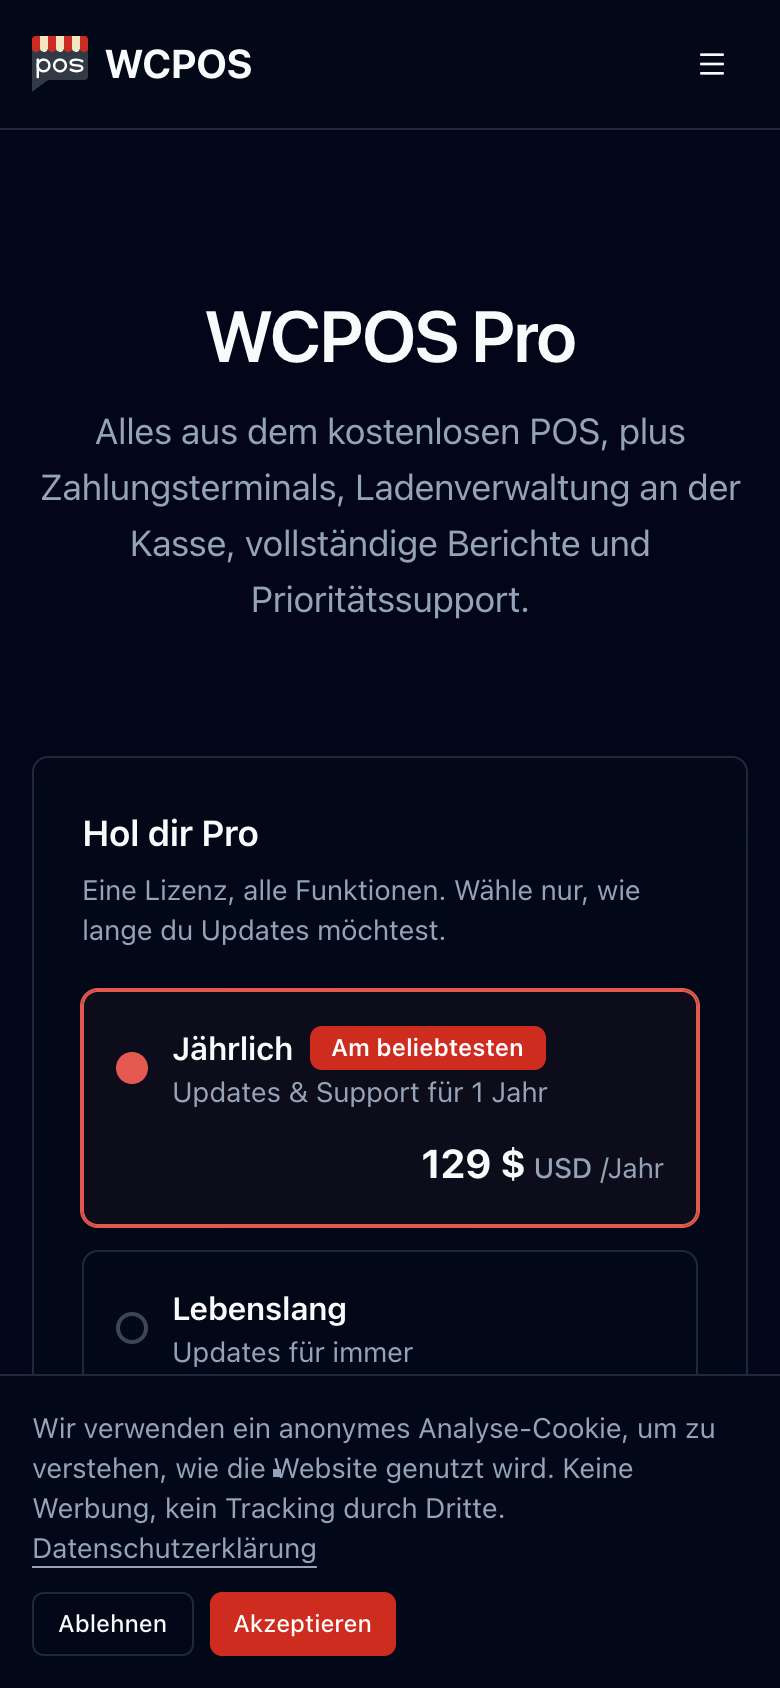 pos WCPOS
WCPOS Pro
Alles aus dem kostenlosen POS, plus
Zahlungsterminals, Ladenverwaltung an der
Kasse, vollständige Berichte und
Prioritätssupport.
Hol dir Pro
Eine Lizenz, alle Funktionen. Wähle nur, wie
lange du Updates möchtest.
Jährlich Am beliebtesten
Updates & Support für 1 Jahr
129 $ USD /Jahr
Lebenslang
Updates für immer
Wir verwenden ein anonymes Analyse-Cookie, um zu
verstehen, wie die Website genutzt wird. Keine
Werbung, kein Tracking durch Dritte.
Datenschutzerklärung
Ablehnen Akzeptieren